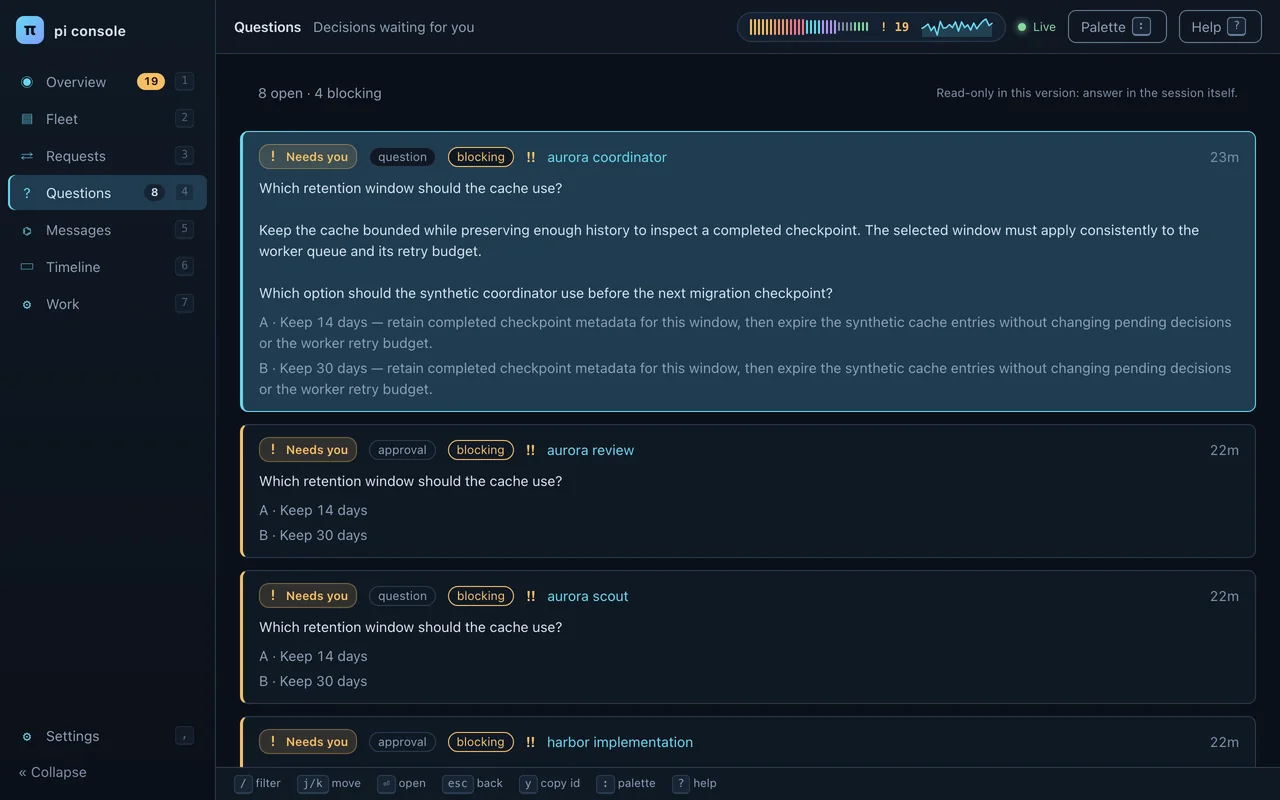 π pi console
Overview 19 1
Fleet 2
Requests 3
? Questions 8 4
Messages 5
Timeline 6
Work 7
Settings ,
« Collapse
Questions Decisions waiting for you ! 19 Live Palette : Help ?
8 open · 4 blocking Read-only in this version: answer in the session itself.
! Needs you question blocking !! aurora coordinator 23m
Which retention window should the cache use?
Keep the cache bounded while preserving enough history to inspect a completed checkpoint. The selected window must apply consistently to the
worker queue and its retry budget.
Which option should the synthetic coordinator use before the next migration checkpoint?
A · Keep 14 days — retain completed checkpoint metadata for this window, then expire the synthetic cache entries without changing pending decisions
or the worker retry budget.
B · Keep 30 days — retain completed checkpoint metadata for this window, then expire the synthetic cache entries without changing pending decisions
or the worker retry budget.
! Needs you approval blocking !! aurora review 22m
Which retention window should the cache use?
A · Keep 14 days
B · Keep 30 days
! Needs you question blocking !! aurora scout 22m
Which retention window should the cache use?
A · Keep 14 days
B · Keep 30 days
! Needs you approval blocking !! harbor implementation 22m
/ filter j/k move ⏎ open esc back y copy id : palette ? help